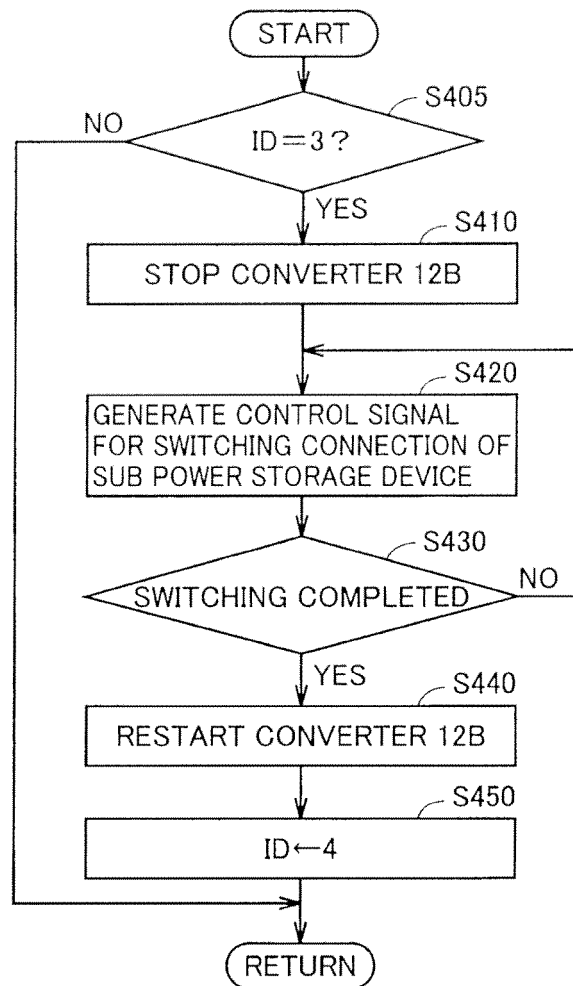 START
S405
NO
ID=3?
YES
S410
STOP CONVERTER 12B
S420
GENERATE CONTROL SIGNAL
FOR SWITCHING CONNECTION OF
SUB POWER STORAGE DEVICE
S430
SWITCHING COMPLETED
NO
YES
S440
RESTART CONVERTER 12B
S450
ID←4
RETURN